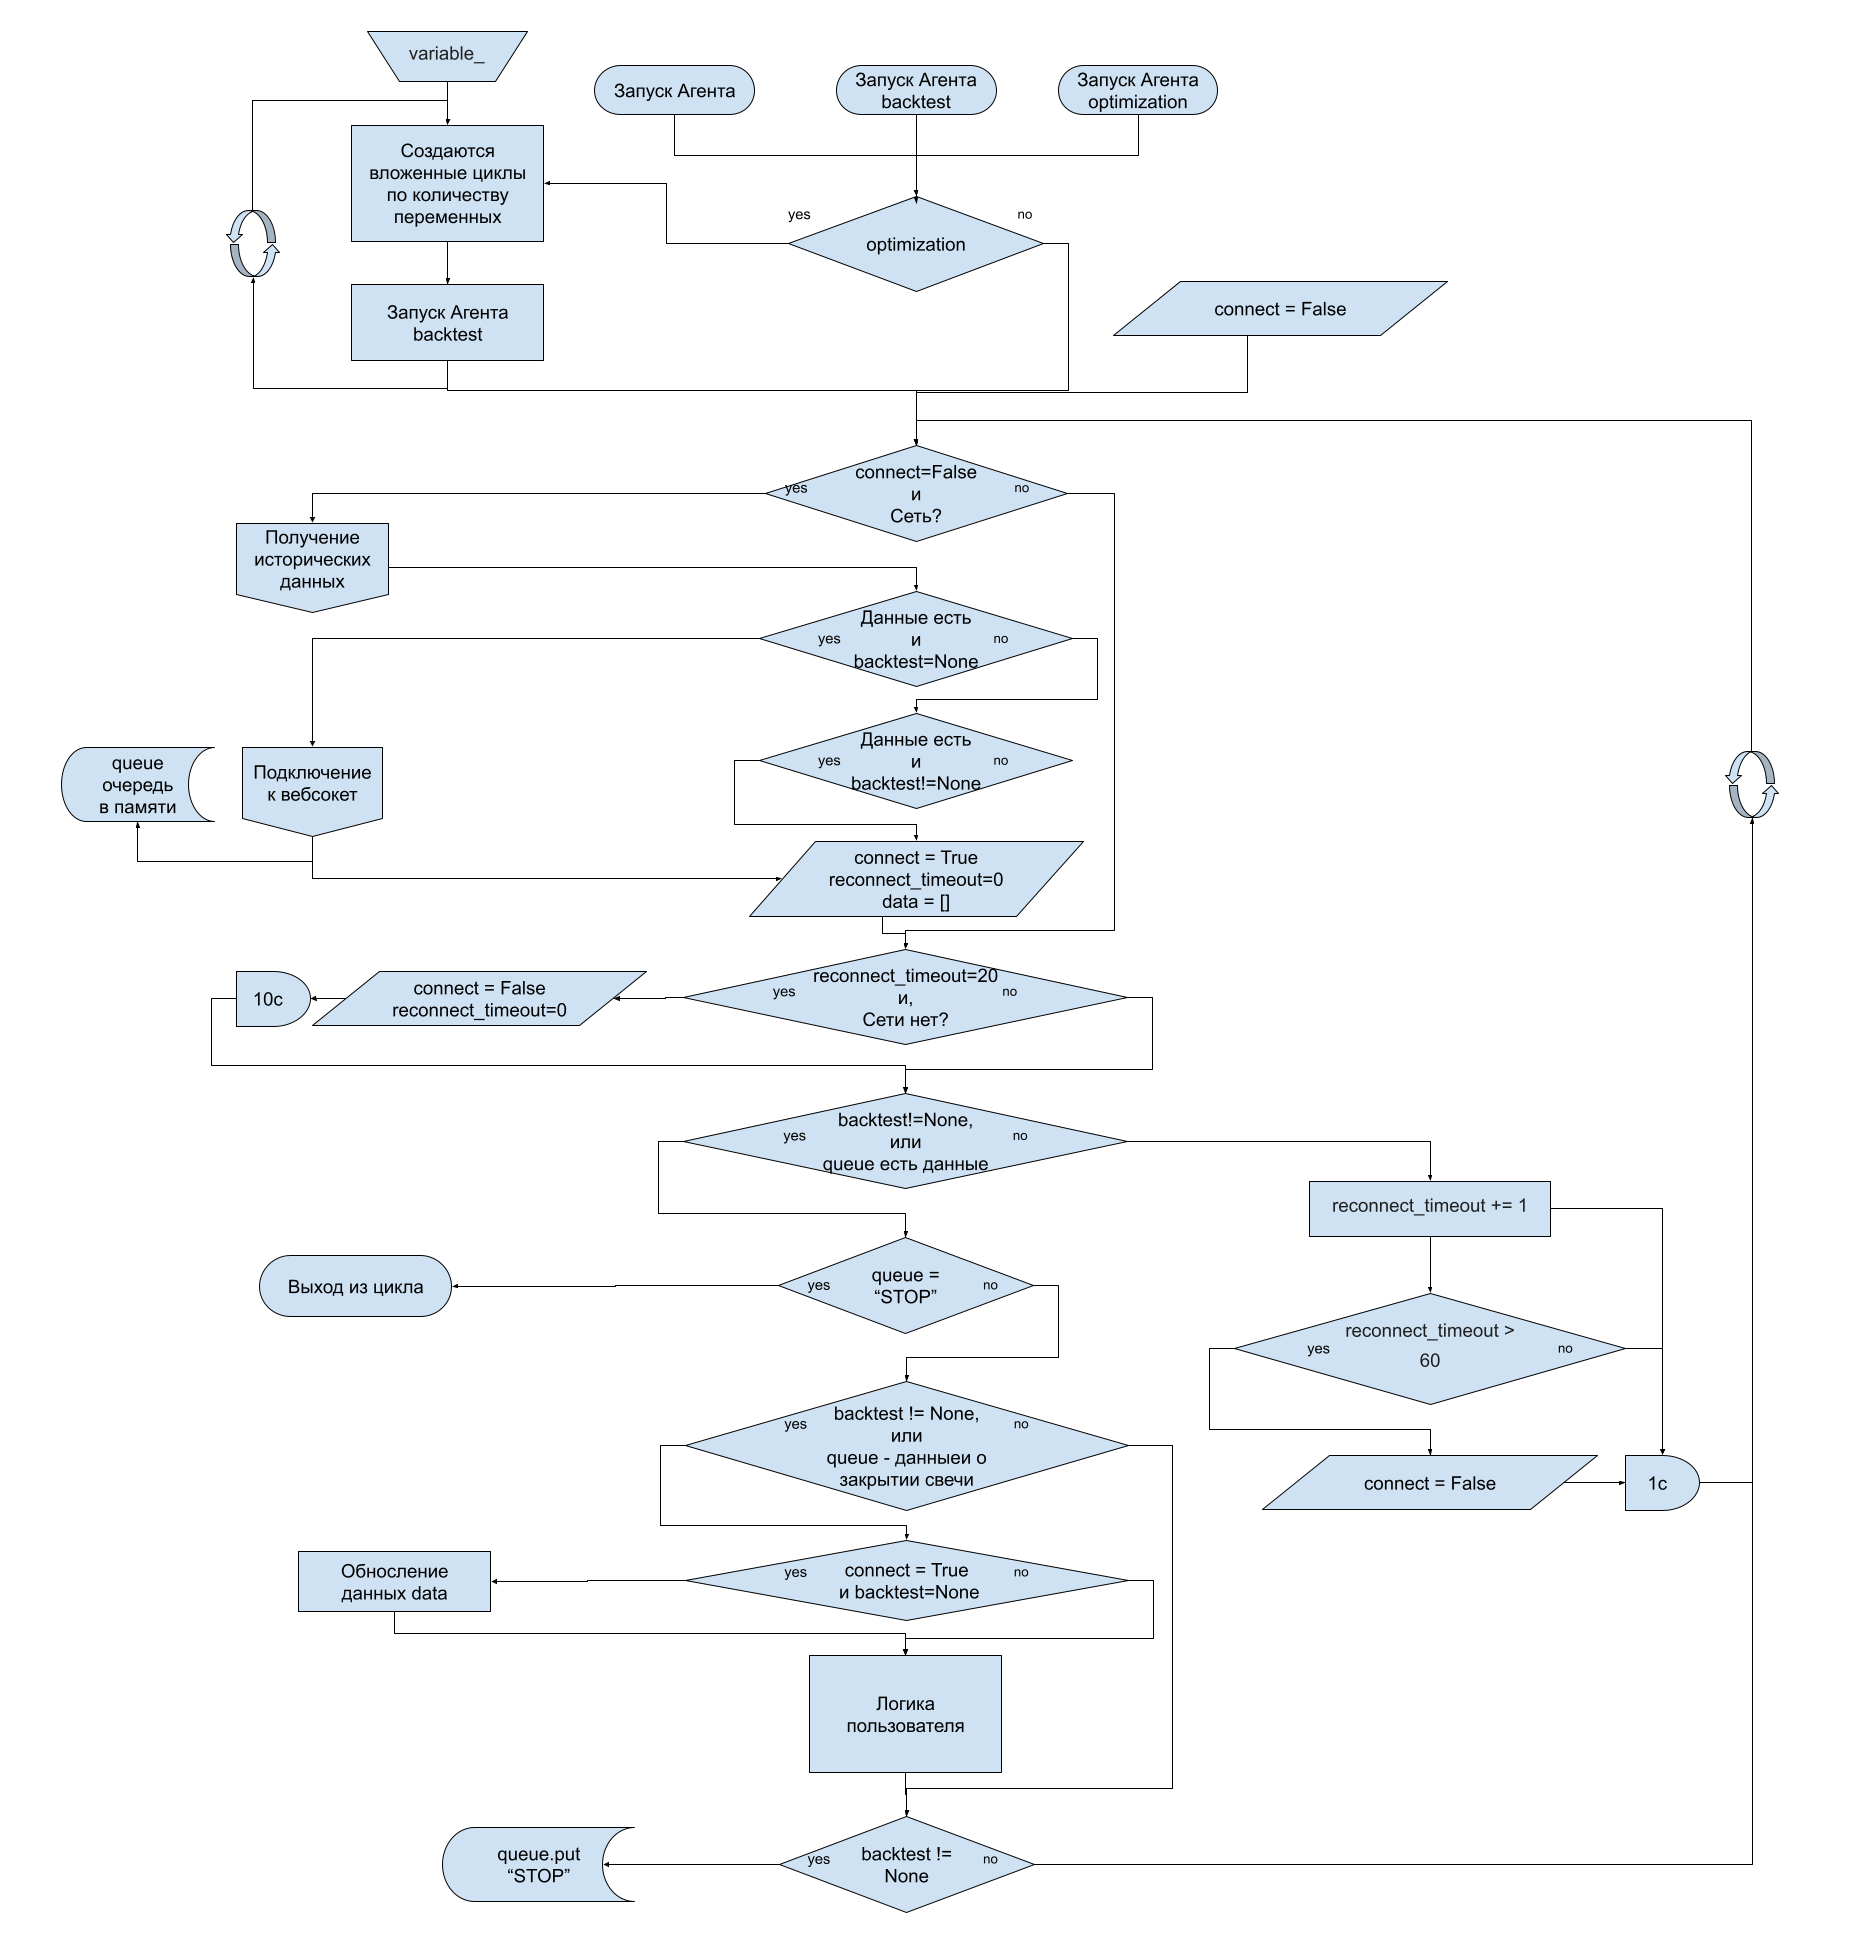 variable_
Запуск Агента
Запуск Агента
backtest
Запуск Агента
optimization
Создаются
вложенные циклы
по количеству
переменных
yes
no
optimization
Запуск Агента
backtest
connect = False
connect=False
и
Сеть?
yes
no
Получение
исторических
данных
Данные есть
и
backtest=None
yes
no
Данные есть
и
backtest!=None
yes
no
queue
очередь
в памяти
Подключение
к вебсокет
connect = True
reconnect_timeout=0
data = []
reconnect_timeout=20
и,
Сети нет?
yes
no
connect = False
reconnect_timeout=0
10с
backtest!=None,
или
queue есть данные
yes
no
reconnect_timeout += 1
queue =
“STOP”
yes
no
Выход из цикла
reconnect_timeout >
60
yes
no
backtest != None,
или
queue - данныеи о
закрытии свечи
yes
no
connect = False
1с
connect = True
и backtest=None
yes
no
Обносление
данных data
Логика
пользователя
backtest !=
None
yes
no
queue.put
“STOP”